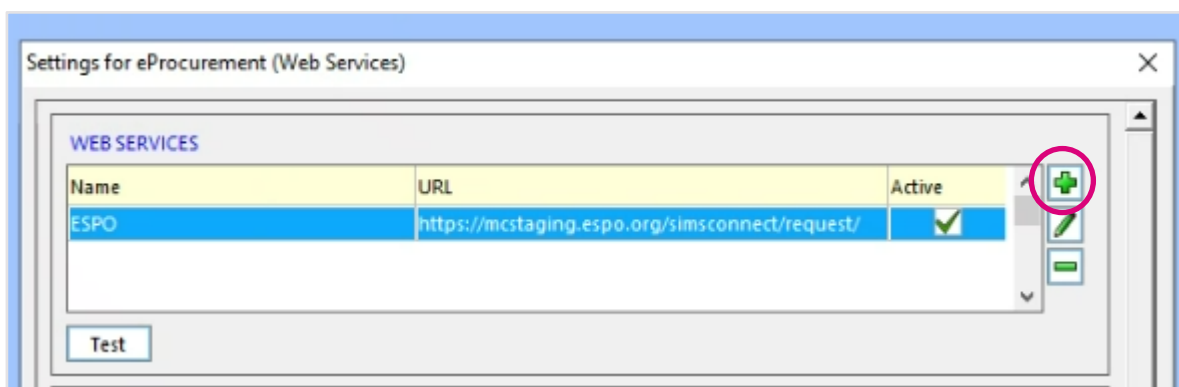 Settings for eProcurement (Web Services)
WEB SERVICES
Name URL Active
ESPO https://mcstaging.espo.org/simsconnect/request/
Test